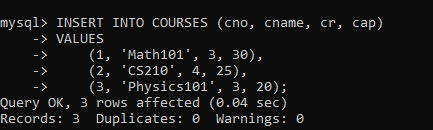 mysql> INSERT INTO COURSES (cno, cname, cr, cap)
    -> VALUES
    ->     (1, 'Math101', 3, 30),
    ->     (2, 'CS210', 4, 25),
    ->     (3, 'Physics101', 3, 20);
Query OK, 3 rows affected (0.04 sec)
Records: 3  Duplicates: 0  Warnings: 0